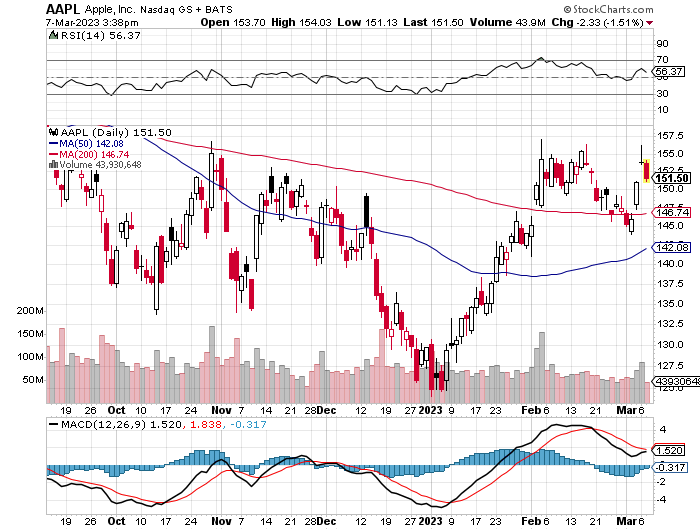 AAPL Apple, Inc. Nasdaq GS + BATS © StockCharts.com
7-Mar-2023 3:38pm Open 153.70 High 154.03 Low 151.13 Last 151.50 Volume 43.9M Chg -2.33 (-1.51%)
RSI(14) 56.37
90
70
56.37
50
30
10
AAPL (Daily) 151.50
MA(50) 142.08
MA(200) 146.74
Volume 43,930,648
157.5
155.0
152.5
151.50
147.5
146.74
145.0
142.08
140.0
137.5
135.0
132.5
130.0
127.5
125.0
43930648
200M
150M
100M
50M
19 26 Oct 10 17 24 Nov 7 14 21 28 Dec 12 19 27 2023 9 17 23 Feb 6 13 21 Mar 6
MACD(12,26,9) 1.520, 1.838, -0.317
4
2
1.520
-0.317
-2
-4
19 26 Oct 10 17 24 Nov 7 14 21 28 Dec 12 19 27 2023 9 17 23 Feb 6 13 21 Mar 6